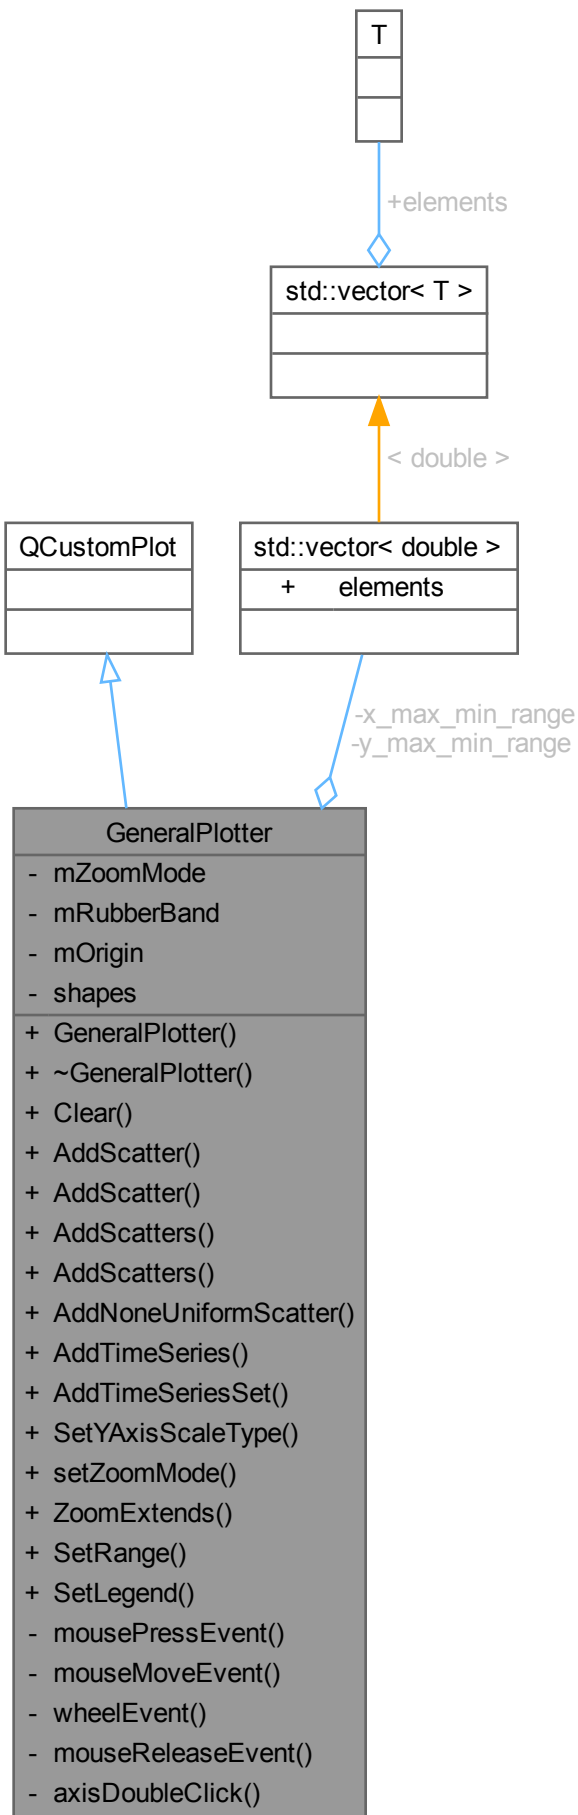 T
+elements
std::vector< T >
< double >
QCustomPlot
std::vector< double >
+ elements
-x_max_min_range
-y_max_min_range
GeneralPlotter
- mZoomMode
- mRubberBand
- mOrigin
- shapes
+ GeneralPlotter()
+ ~GeneralPlotter()
+ Clear()
+ AddScatter()
+ AddScatter()
+ AddScatters()
+ AddScatters()
+ AddNoneUniformScatter()
+ AddTimeSeries()
+ AddTimeSeriesSet()
+ SetYAxisScaleType()
+ setZoomMode()
+ ZoomExtends()
+ SetRange()
+ SetLegend()
- mousePressEvent()
- mouseMoveEvent()
- wheelEvent()
- mouseReleaseEvent()
- axisDoubleClick()